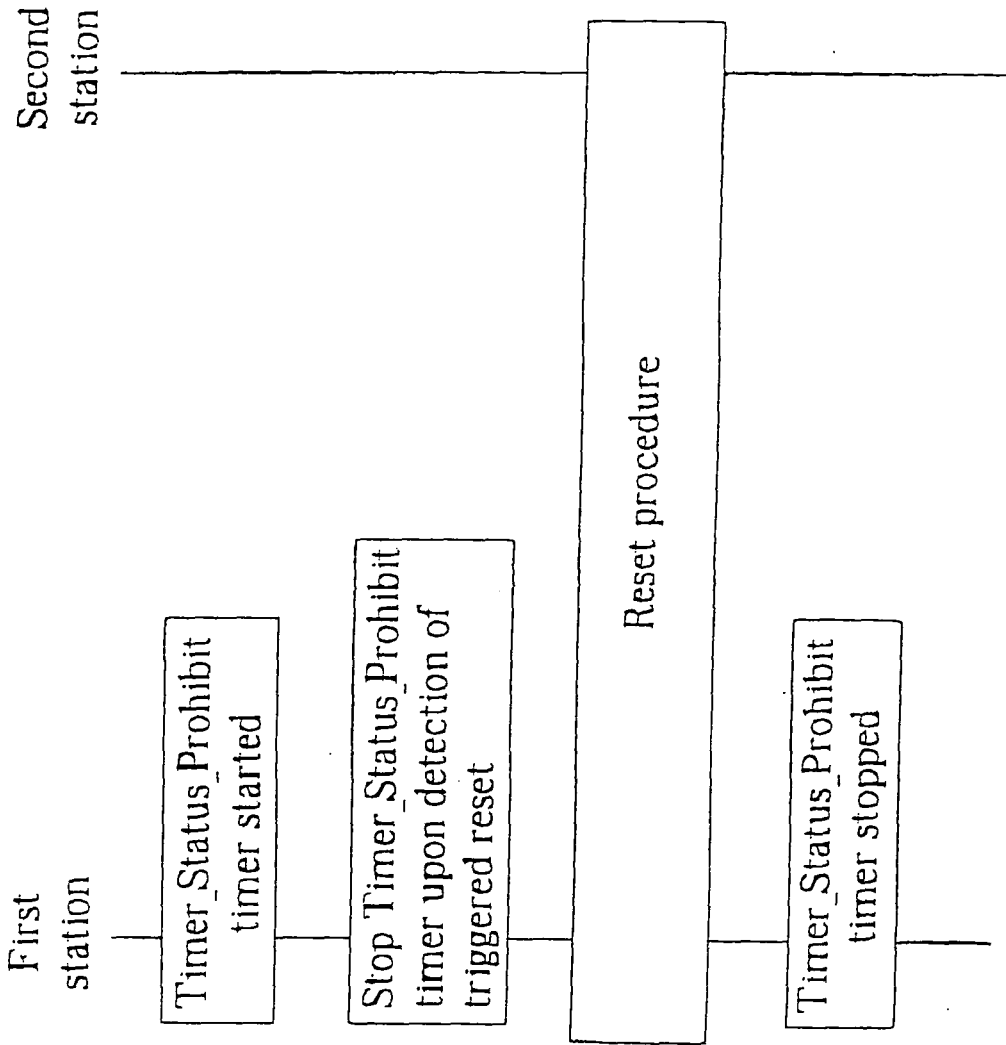 First
station
Second
station
Timer_Status_Prohibit
timer started
Stop Timer_Status_Prohibit
timer upon detection of
triggered reset
Reset procedure
Timer_Status_Prohibit
timer stopped